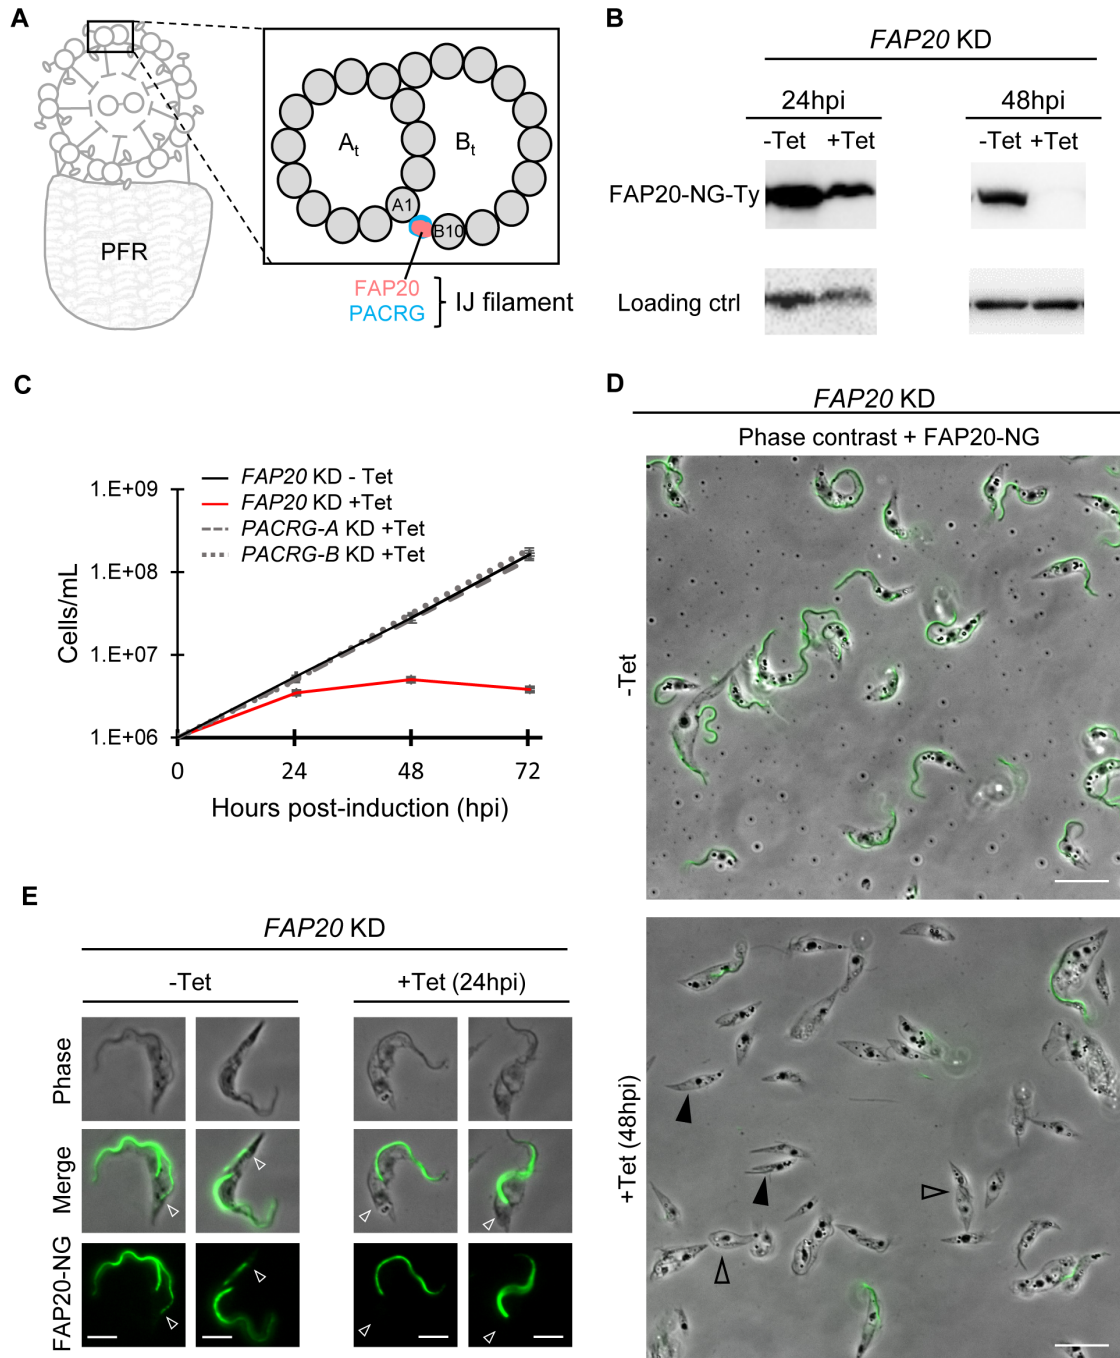 A
PFR
At
Bt
A1
B10
FAP20
PACRG
IJ filament
B
FAP20 KD
24hpi
48hpi
-Tet +Tet
-Tet +Tet
FAP20-NG-Ty
Loading ctrl
C
FAP20 KD - Tet
FAP20 KD +Tet
PACRG-A KD +Tet
PACRG-B KD +Tet
1.E+09
1.E+08
1.E+07
1.E+06
Cells/mL
0
24
48
72
Hours post-induction (hpi)
D
FAP20 KD
Phase contrast + FAP20-NG
-Tet
+Tet (48hpi)
E
FAP20 KD
-Tet
+Tet (24hpi)
Phase
Merge
FAP20-NG